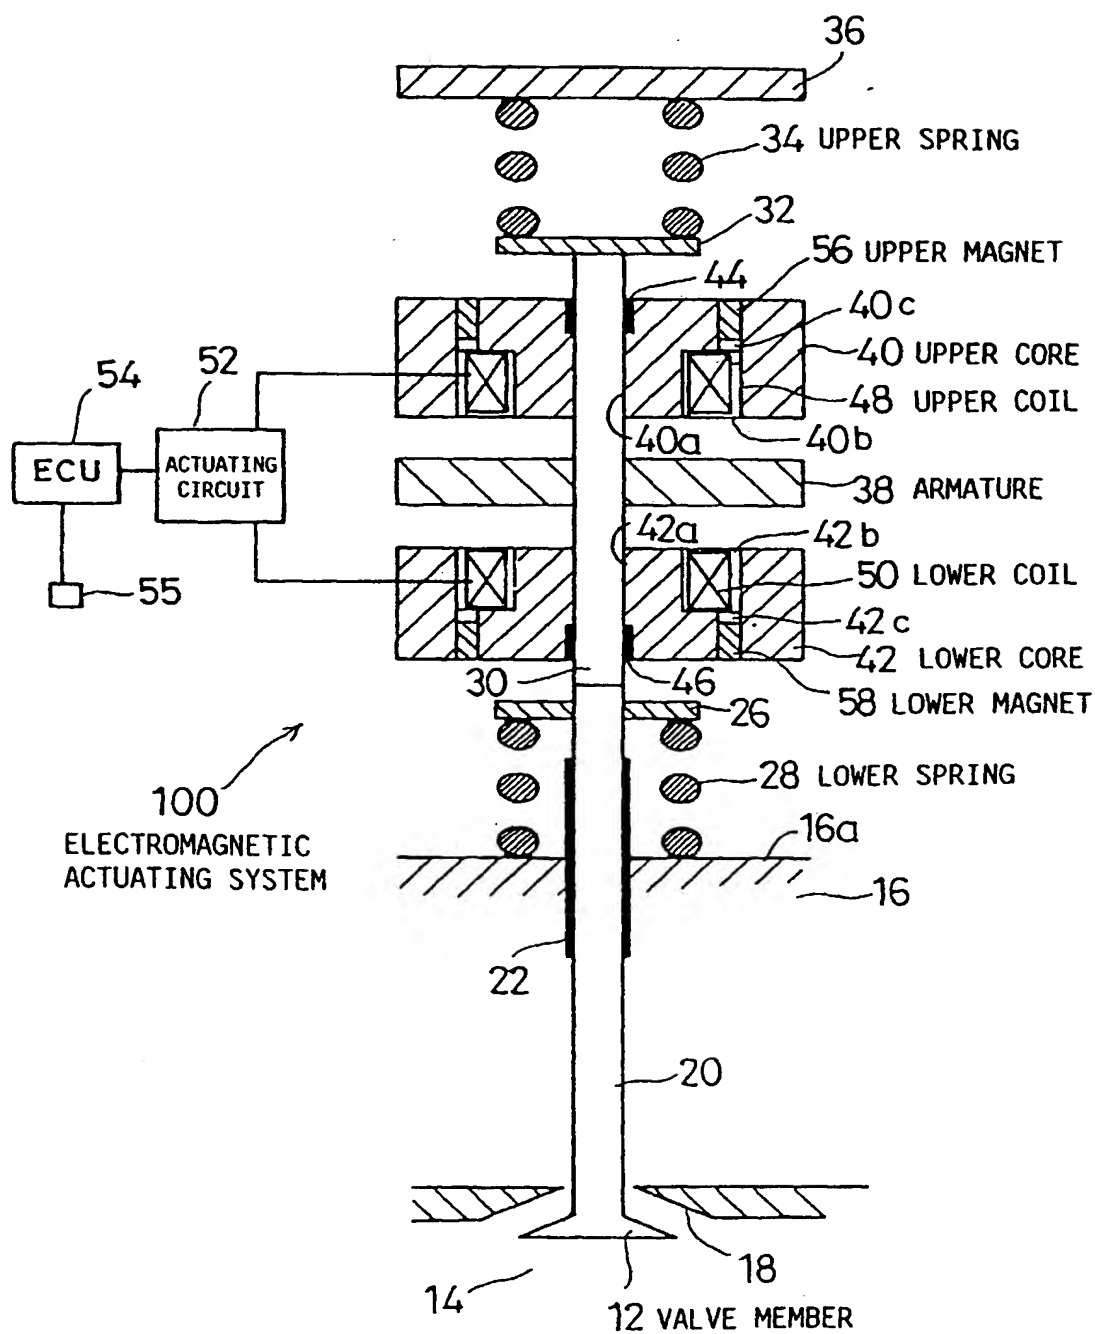 36
34 UPPER SPRING
32
56 UPPER MAGNET
44
40c
40 UPPER CORE
54
52
48 UPPER COIL
40a
40b
ECU
ACTUATING
CIRCUIT
38 ARMATURE
42a
42b
50 LOWER COIL
55
42c
42 LOWER CORE
30
46
58 LOWER MAGNET
26
28 LOWER SPRING
100
ELECTROMAGNETIC
ACTUATING SYSTEM
16a
16
22
20
18
14
12 VALVE MEMBER